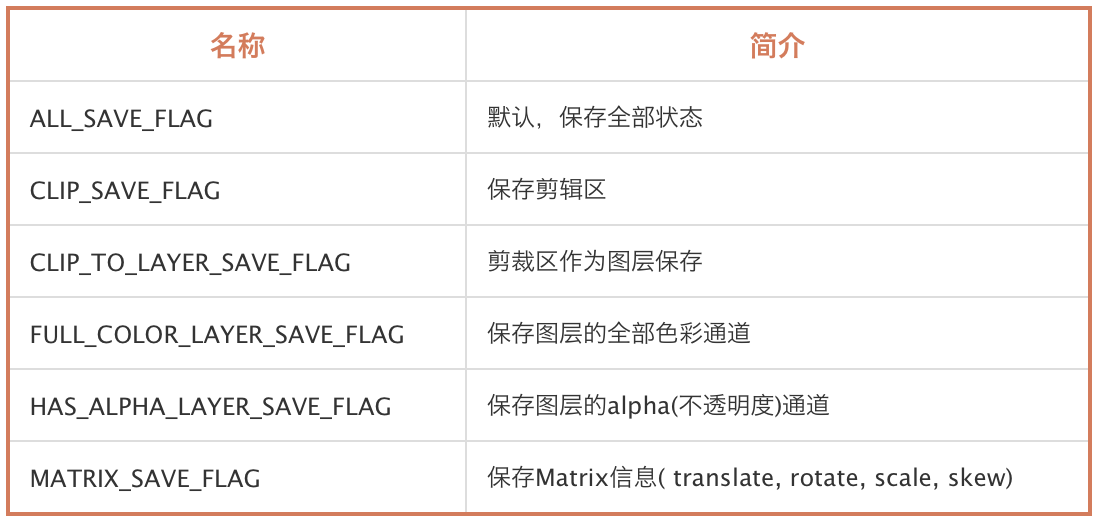 名称 简介
ALL_SAVE_FLAG 默认，保存全部状态
CLIP_SAVE_FLAG 保存剪辑区
CLIP_TO_LAYER_SAVE_FLAG 剪裁区作为图层保存
FULL_COLOR_LAYER_SAVE_FLAG 保存图层的全部色彩通道
HAS_ALPHA_LAYER_SAVE_FLAG 保存图层的alpha(不透明度)通道
MATRIX_SAVE_FLAG 保存Matrix信息( translate, rotate, scale, skew)